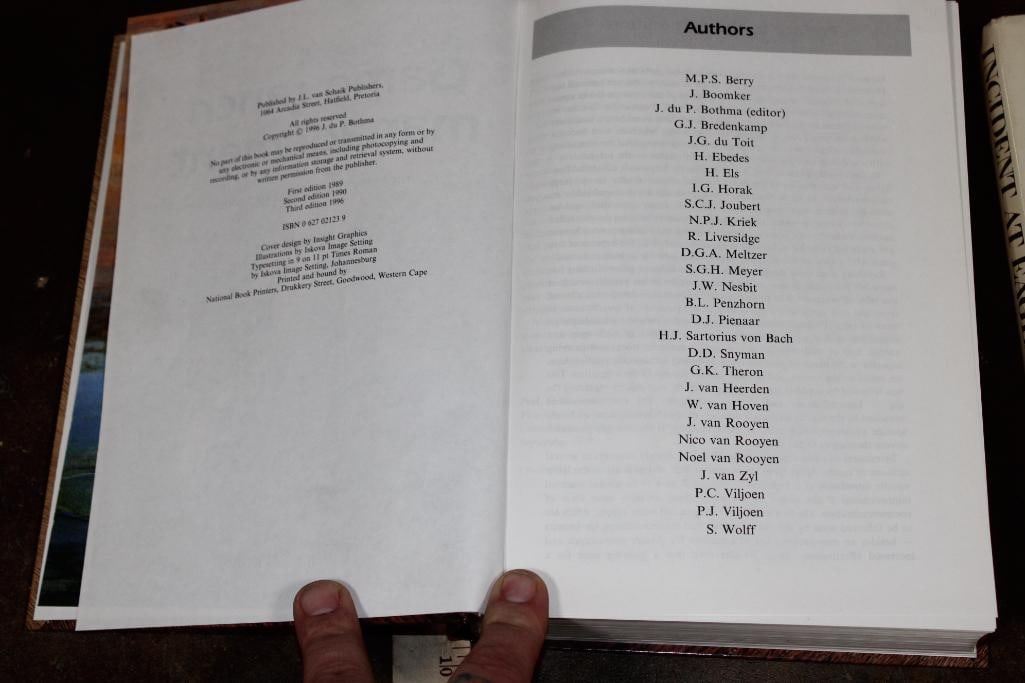 Published by J.L. van Schaik Publishers,
1064 Arcadia Street, Hatfield, Pretoria
All rights reserved
Copyright © 1996 J. du P. Bothma
No part of this book may be reproduced or transmitted in any form or by
any electronic or mechanical means, including photocopying and
recording, or by any information storage and retrieval system, without
written permission from the publisher.
First edition 1989
Second edition 1990
Third edition 1996
ISBN 0 627 02123 9
Cover design by Insight Graphics
Illustrations by Iskova Image Setting
Typesetting in 9 on 11 pt Times Roman
by Iskova Image Setting, Johannesburg
Printed and bound by
National Book Printers, Drukkery Street, Goodwood, Western Cape
Authors
M.P.S. Berry
J. Boomker
J. du P. Bothma (editor)
G.J. Bredenkamp
J.G. du Toit
H. Ebedes
H. Els
I.G. Horak
S.C.J. Joubert
N.P.J. Kriek
R. Liversidge
D.G.A. Meltzer
S.G.H. Meyer
J.W. Nesbit
B.L. Penzhorn
D.J. Pienaar
H.J. Sartorius von Bach
D.D. Snyman
G.K. Theron
J. van Heerden
W. van Hoven
J. van Rooyen
Nico van Rooyen
Noel van Rooyen
J. van Zyl
P.C. Viljoen
P.J. Viljoen
S. Wolff
INCIDENT AT
10